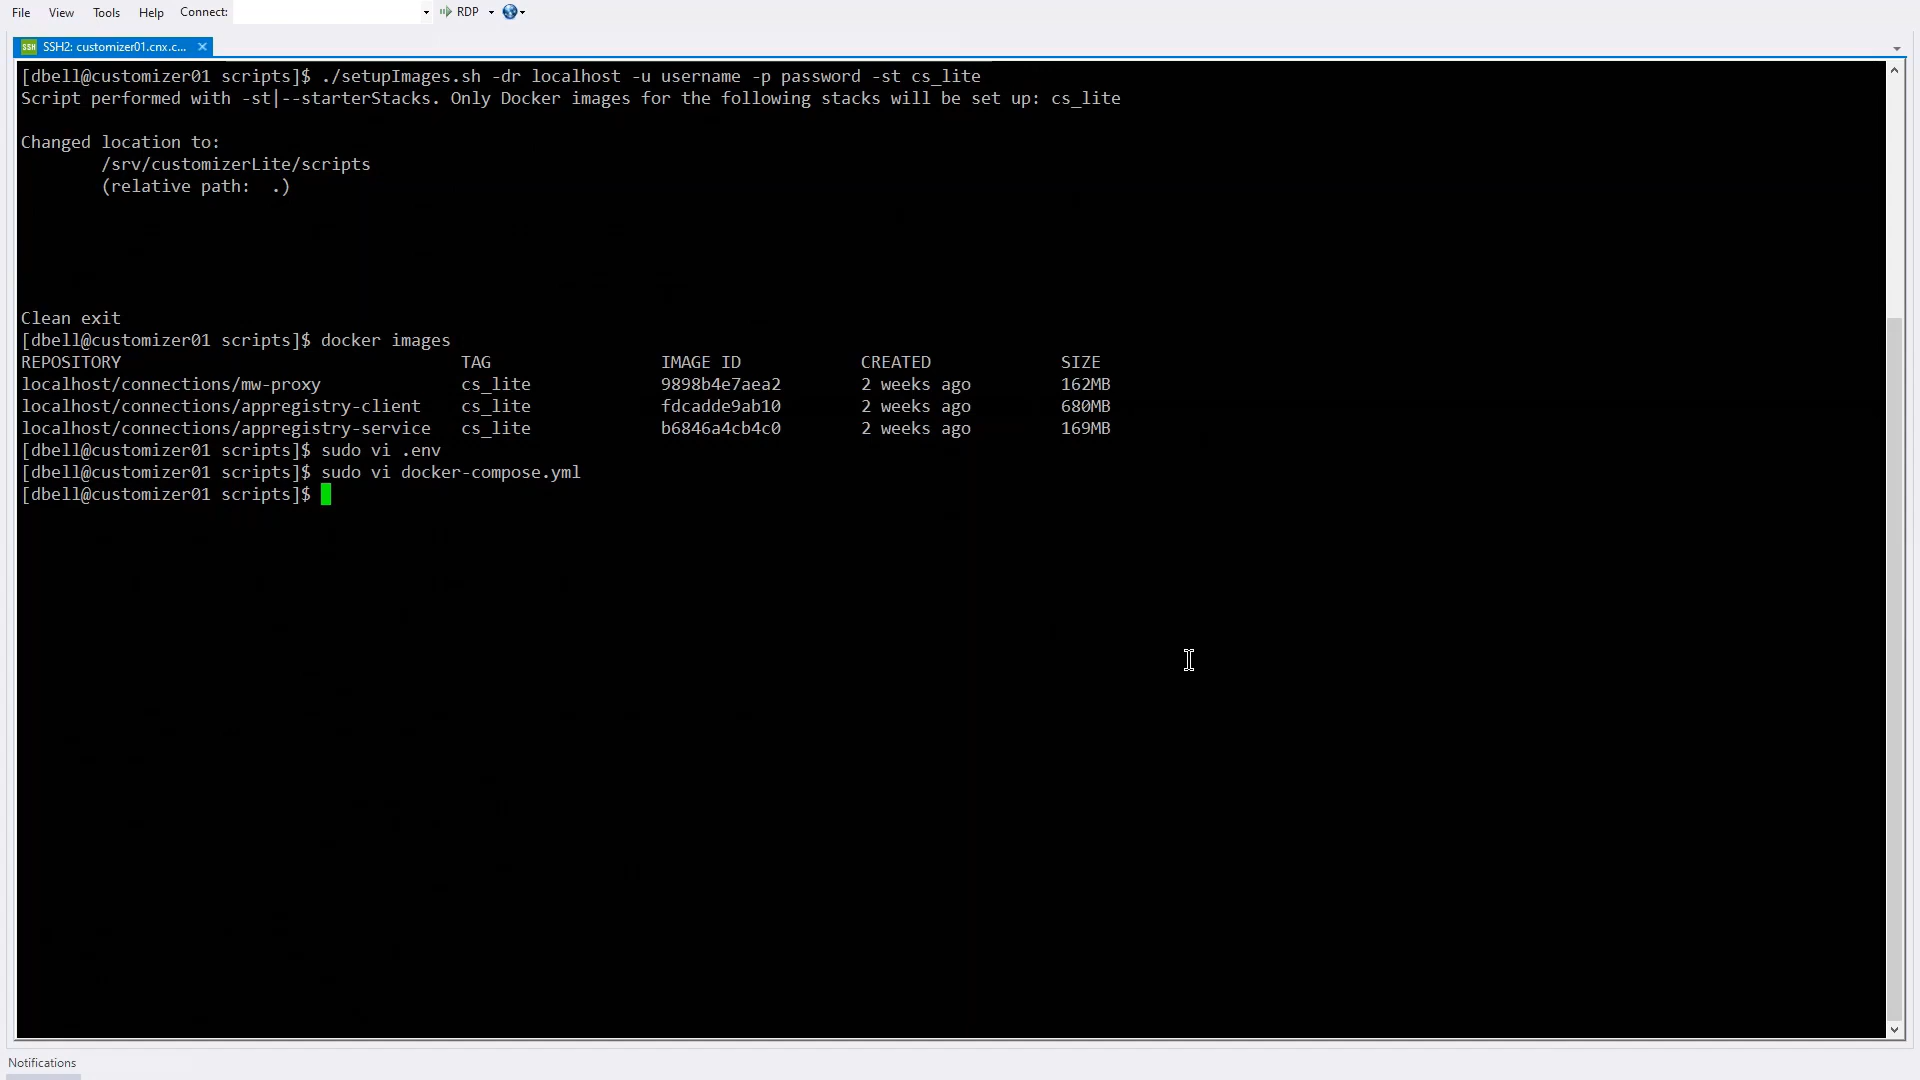 File View Tools Help Connect: RDP
SSH SSH2: customizer01.cnx.c...
[dbell@customizer01 scripts]$ ./setupImages.sh -dr localhost -u username -p password -st cs_lite
Script performed with -st|--starterStacks. Only Docker images for the following stacks will be set up: cs_lite
Changed location to:
/srv/customizerLite/scripts
(relative path:  .)
Clean exit
[dbell@customizer01 scripts]$ docker images
REPOSITORY TAG IMAGE ID CREATED SIZE
localhost/connections/mw-proxy cs_lite 9898b4e7aea2 2 weeks ago 162MB
localhost/connections/appregistry-client cs_lite fdcadde9ab10 2 weeks ago 680MB
localhost/connections/appregistry-service cs_lite b6846a4cb4c0 2 weeks ago 169MB
[dbell@customizer01 scripts]$ sudo vi .env
[dbell@customizer01 scripts]$ sudo vi docker-compose.yml
[dbell@customizer01 scripts]$
Notifications